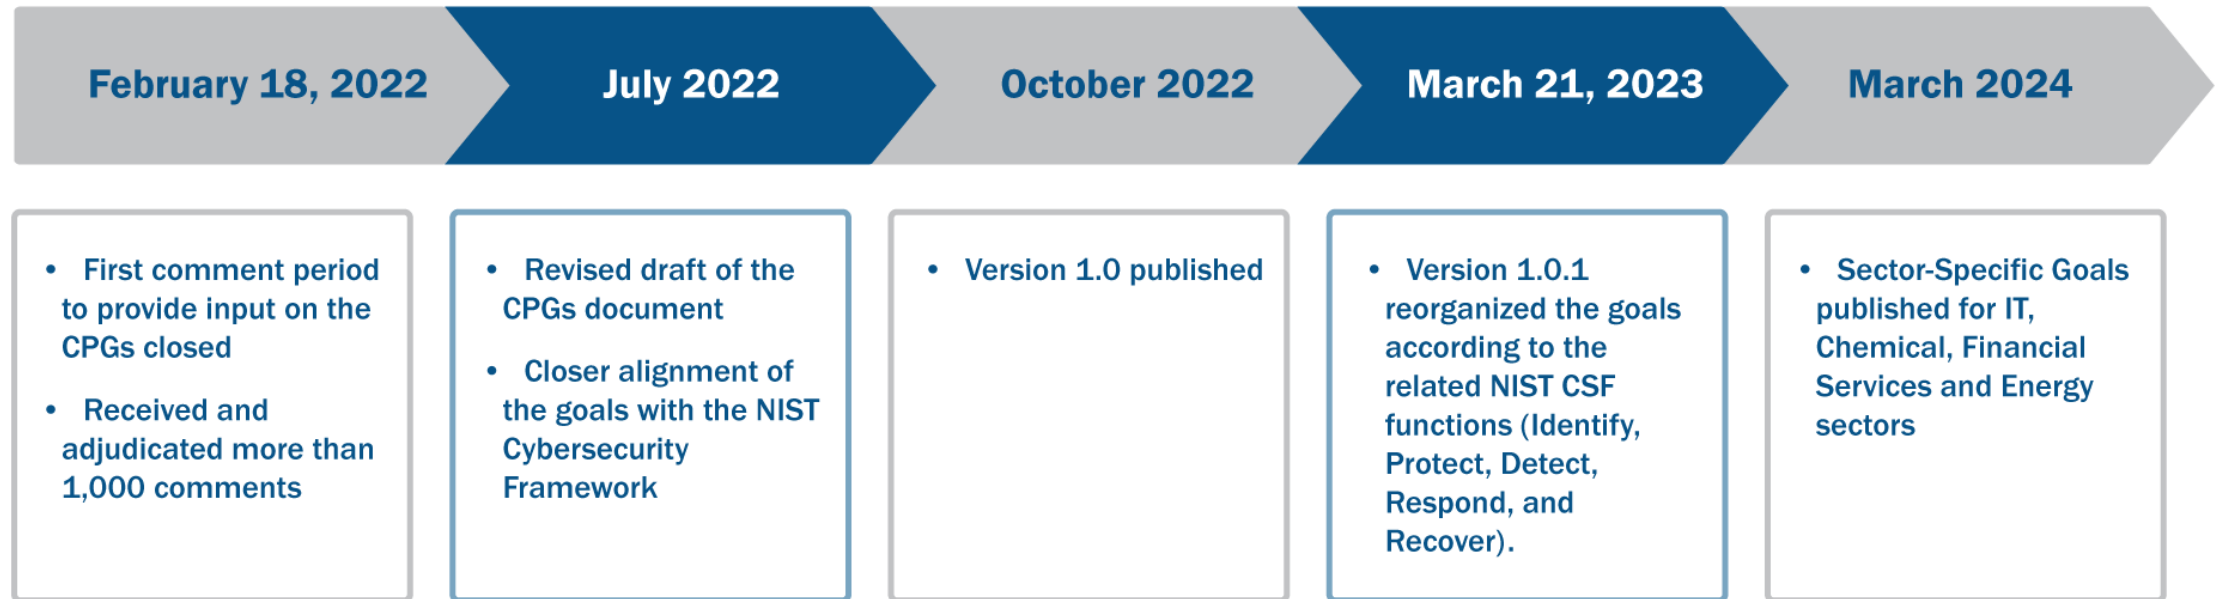 February 18, 2022
July 2022
October 2022
March 21, 2023
March 2024
• First comment period
to provide input on the
CPGs closed
• Received and
adjudicated more than
1,000 comments
• Revised draft of the
CPGs document
• Closer alignment of
the goals with the NIST
Cybersecurity
Framework
• Version 1.0 published
• Version 1.0.1
reorganized the goals
according to the
related NIST CSF
functions (Identify,
Protect, Detect,
Respond, and
Recover).
• Sector-Specific Goals
published for IT,
Chemical, Financial
Services and Energy
sectors